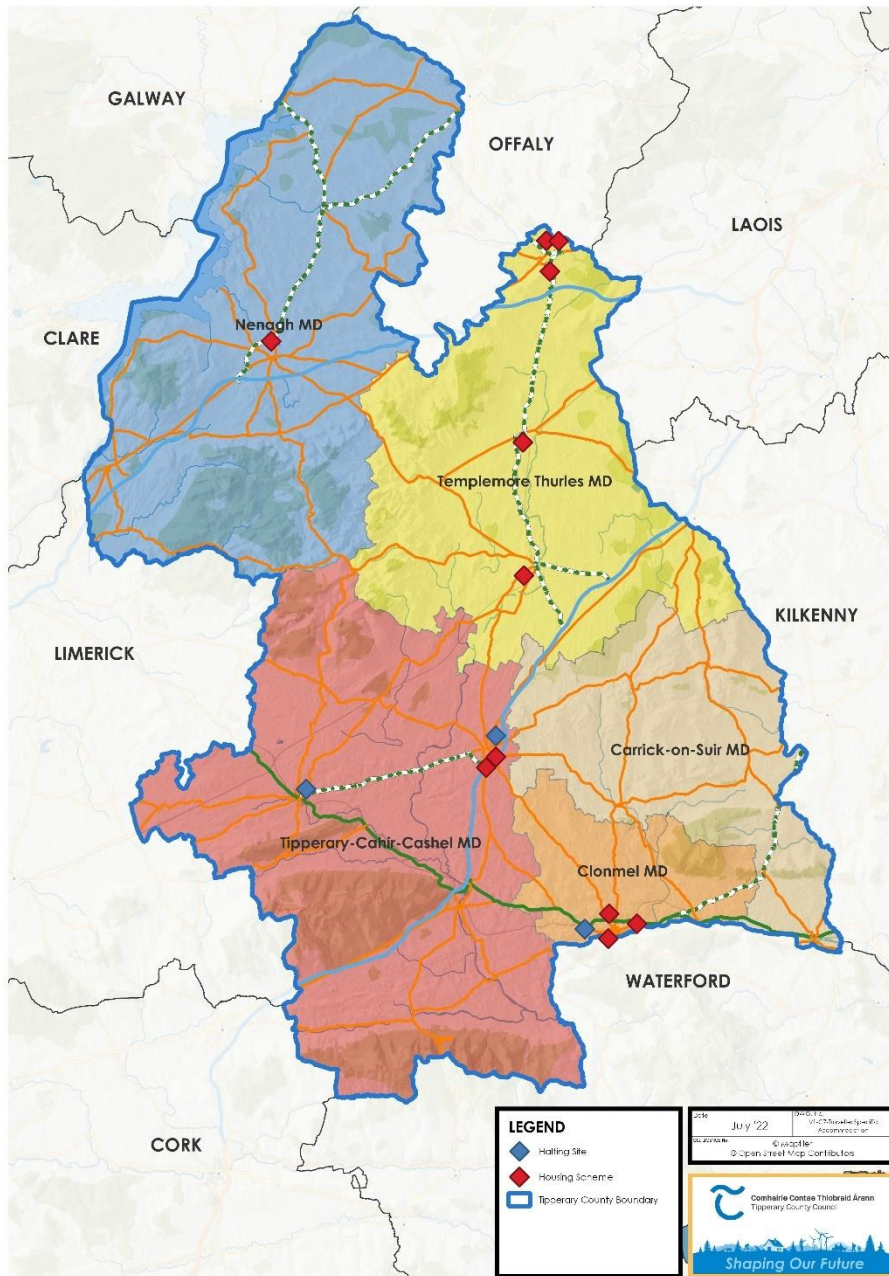 GALWAY
OFFALY
LAOIS
CLARE
Nenagh MD
Templemore Thurles MD
KILKENNY
LIMERICK
Carrick-on-Suir MD
Tipperary-Cahir-Cashel MD
Clonmel MD
WATERFORD
CORK
LEGEND
Halting Site
Housing Scheme
Tipperary County Boundary
Date
July '22
Accommodation
© Open Street Map Contributors
Comhairle Contae Thiobraid Árann
Tipperary County Council
Shaping Our Future